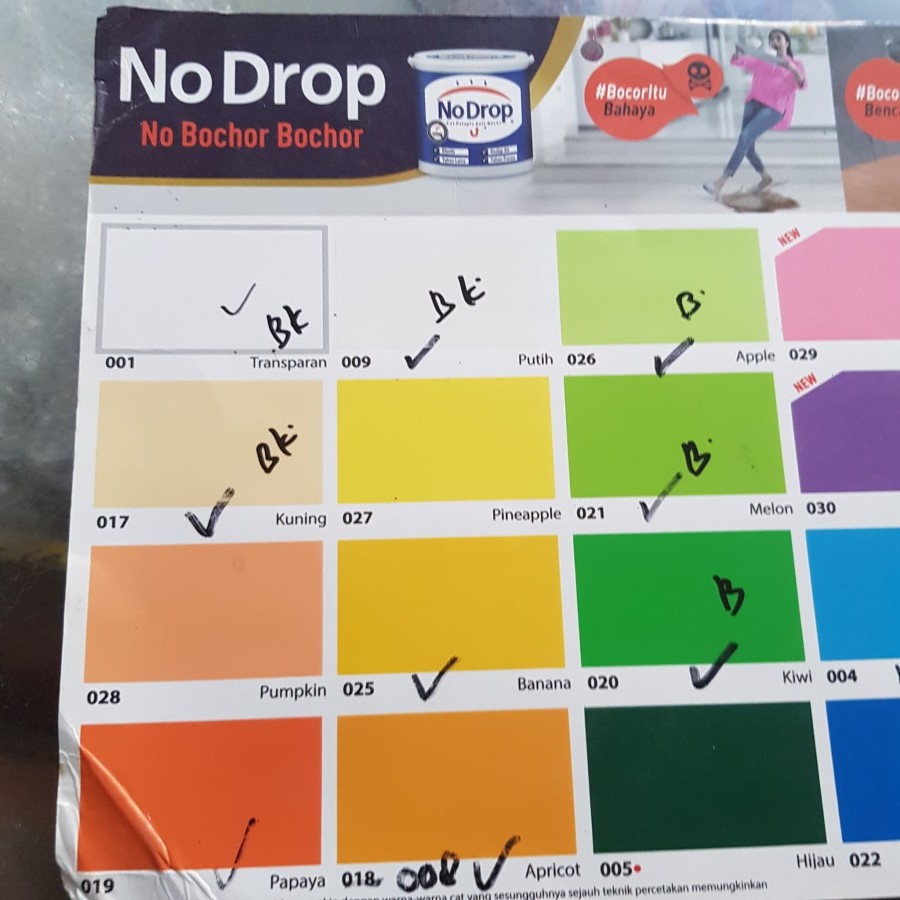 No Drop
No Bochor Bochor
No Drop
#BocorItu
Bahaya
#Boco
Benc
NEW
Bk
Bk
B
001 Transparan
009 Putih
026 Apple
029
NEW
Bk
B
017 Kuning
027 Pineapple
021 Melon
030
B
028 Pumpkin
025 Banana
020 Kiwi
004
019 Papaya
018 008 Apricot
005 Hijau
022
warna-warna cat yang sesungguhnya sejauh teknik percetakan memungkinkan